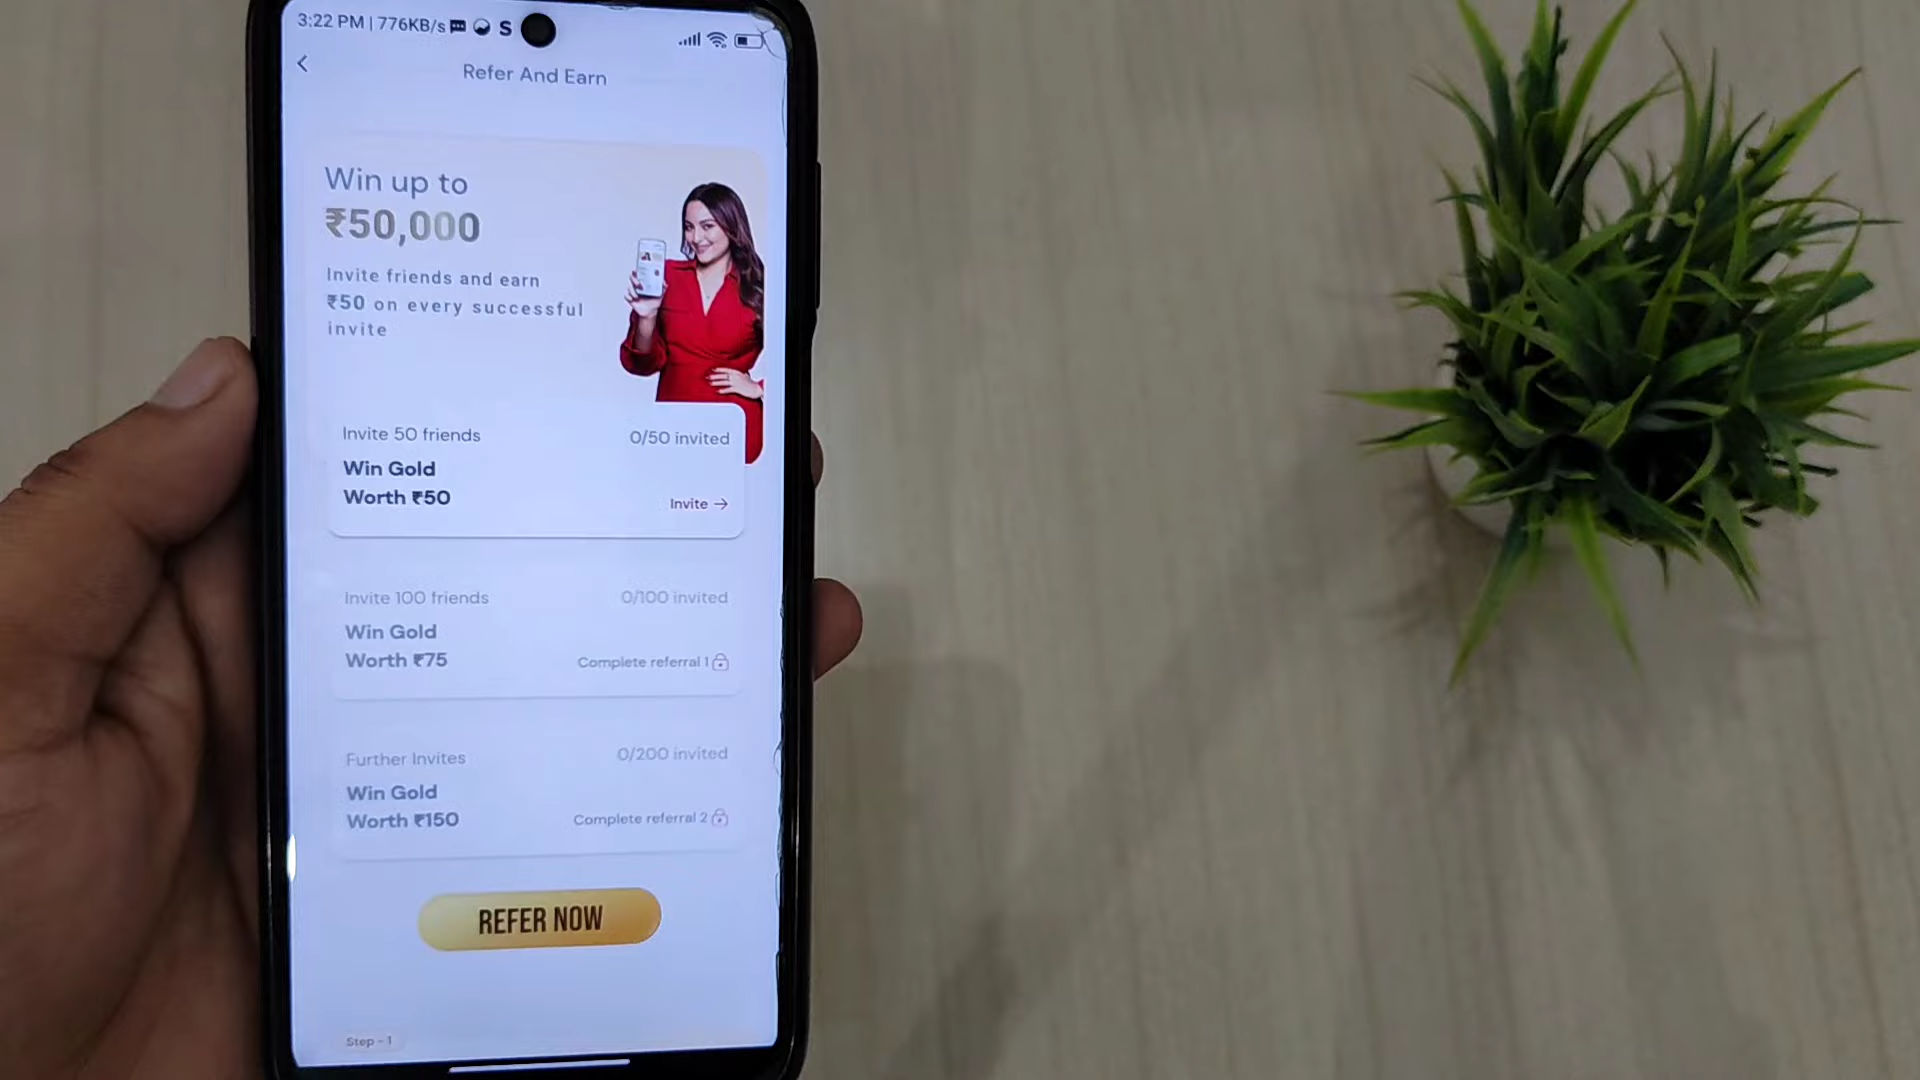 3:22 PM | 776KB/s S
Refer And Earn
Win up to
₹50,000
Invite friends and earn
₹50 on every successful
invite
Invite 50 friends
0/50 invited
Win Gold
Worth ₹50
Invite →
Invite 100 friends
0/100 invited
Win Gold
Worth ₹75
Complete referral 1
Further Invites
0/200 invited
Win Gold
Worth ₹150
Complete referral 2
REFER NOW
Step - 1